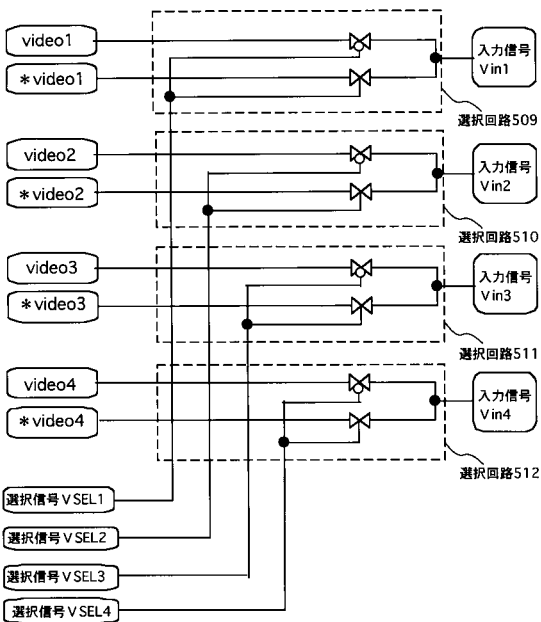 video1
＊video1
入力信号
Vin1
選択回路509
video2
＊video2
入力信号
Vin2
選択回路510
video3
＊video3
入力信号
Vin3
選択回路511
video4
＊video4
入力信号
Vin4
選択回路512
選択信号VSEL1
選択信号VSEL2
選択信号VSEL3
選択信号VSEL4